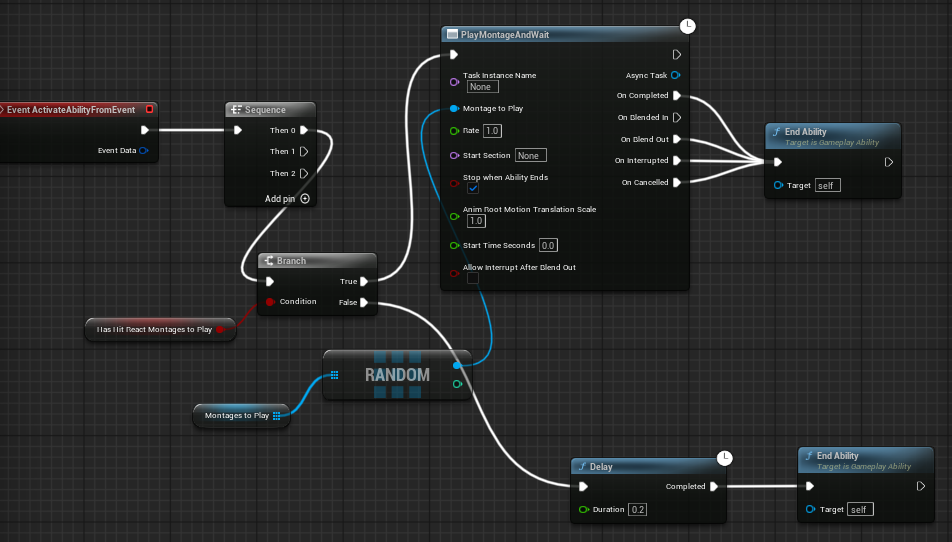 Event ActivateAbilityFromEvent
Event Data
Sequence
Then 0
Then 1
Then 2
Add pin
PlayMontageAndWait
Task Instance Name
None
Montage to Play
Rate 1.0
Start Section None
Stop when Ability Ends
Anim Root Motion Translation Scale
1.0
Start Time Seconds 0.0
Allow Interrupt After Blend Out
Async Task
On Completed
On Blended In
On Blend Out
On Interrupted
On Cancelled
End Ability
Target is Gameplay Ability
Target self
Branch
Condition
True
False
Has Hit React Montages to Play
RANDOM
Montages to Play
Delay
Duration 0.2
Completed
End Ability
Target is Gameplay Ability
Target self